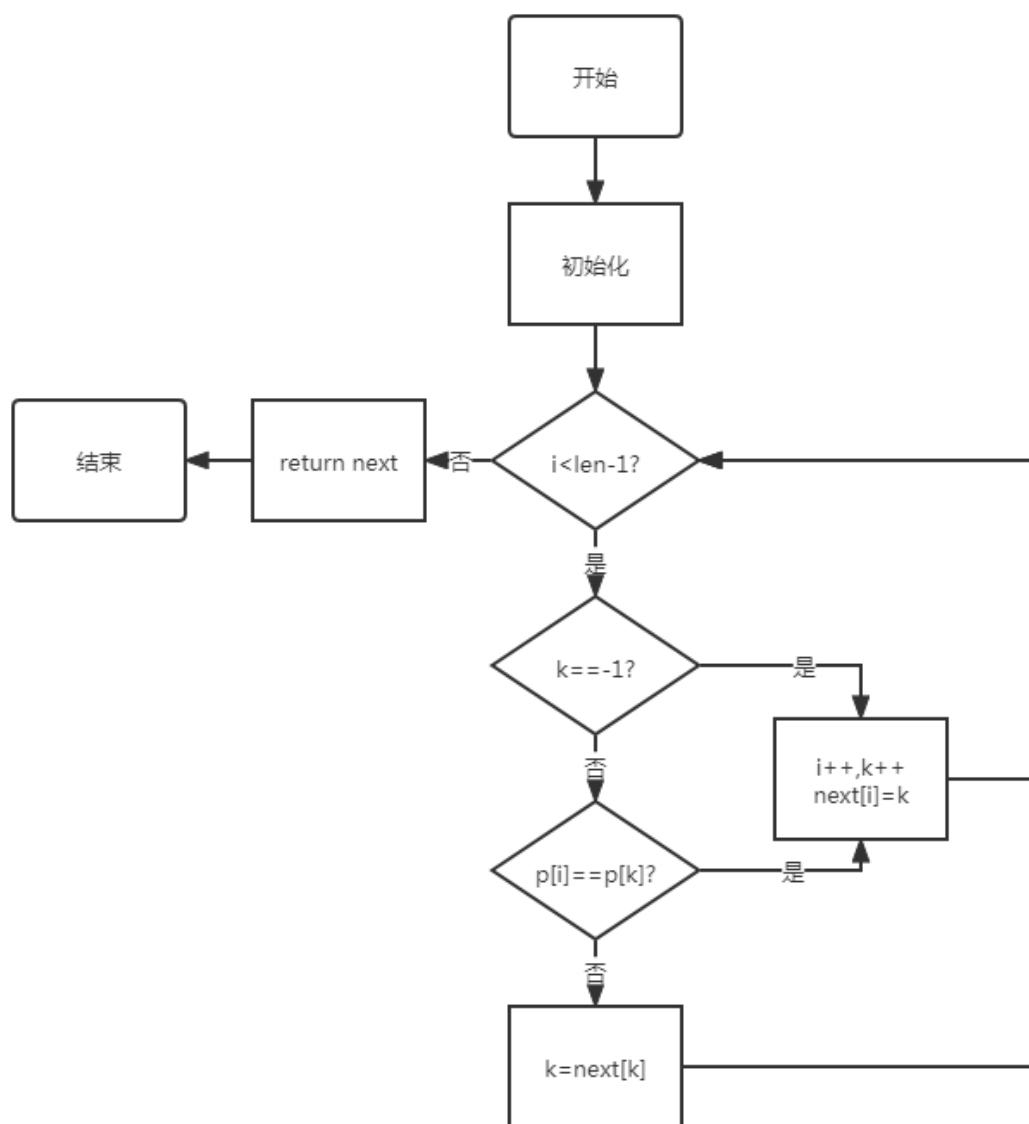 开始
初始化
i<len-1?
否
return next
结束
是
k==-1?
是
否
i++,k++
next[i]=k
p[i]==p[k]?
是
否
k=next[k]